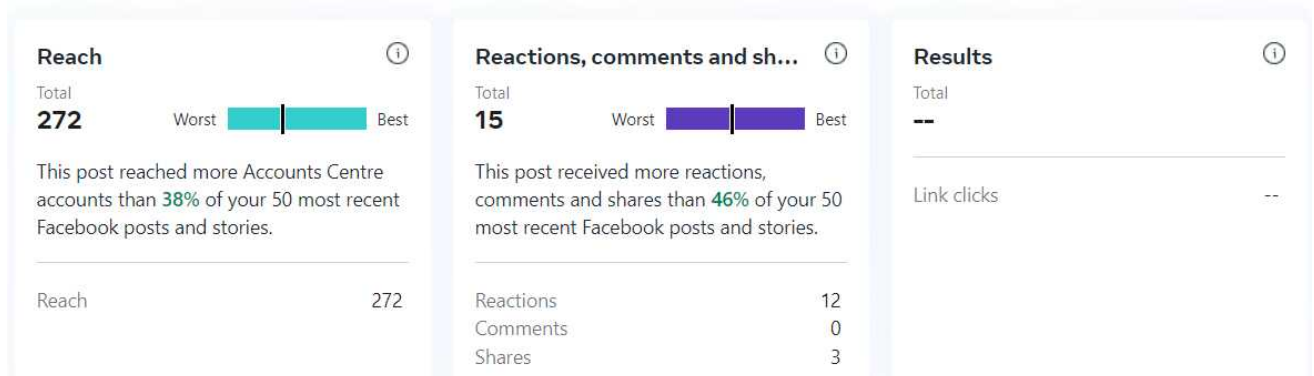 Reach
Total
272
Worst
Best
This post reached more Accounts Centre
accounts than 38% of your 50 most recent
Facebook posts and stories.
Reach 272
Reactions, comments and sh...
Total
15
Worst
Best
This post received more reactions,
comments and shares than 46% of your 50
most recent Facebook posts and stories.
Reactions 12
Comments 0
Shares 3
Results
Total
--
Link clicks --